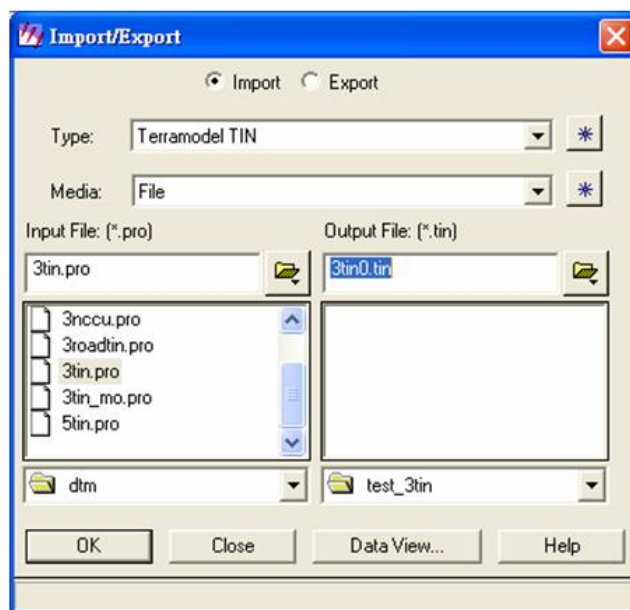 Import/Export
Import Export
Type: Terramodel TIN
Media: File
Input File: (*.pro) Output File: (*.tin)
3tin.pro 3tin0.tin
3nccu.pro
3roadtin.pro
3tin.pro
3tin_mo.pro
5tin.pro
dtm test_3tin
OK Close Data View... Help